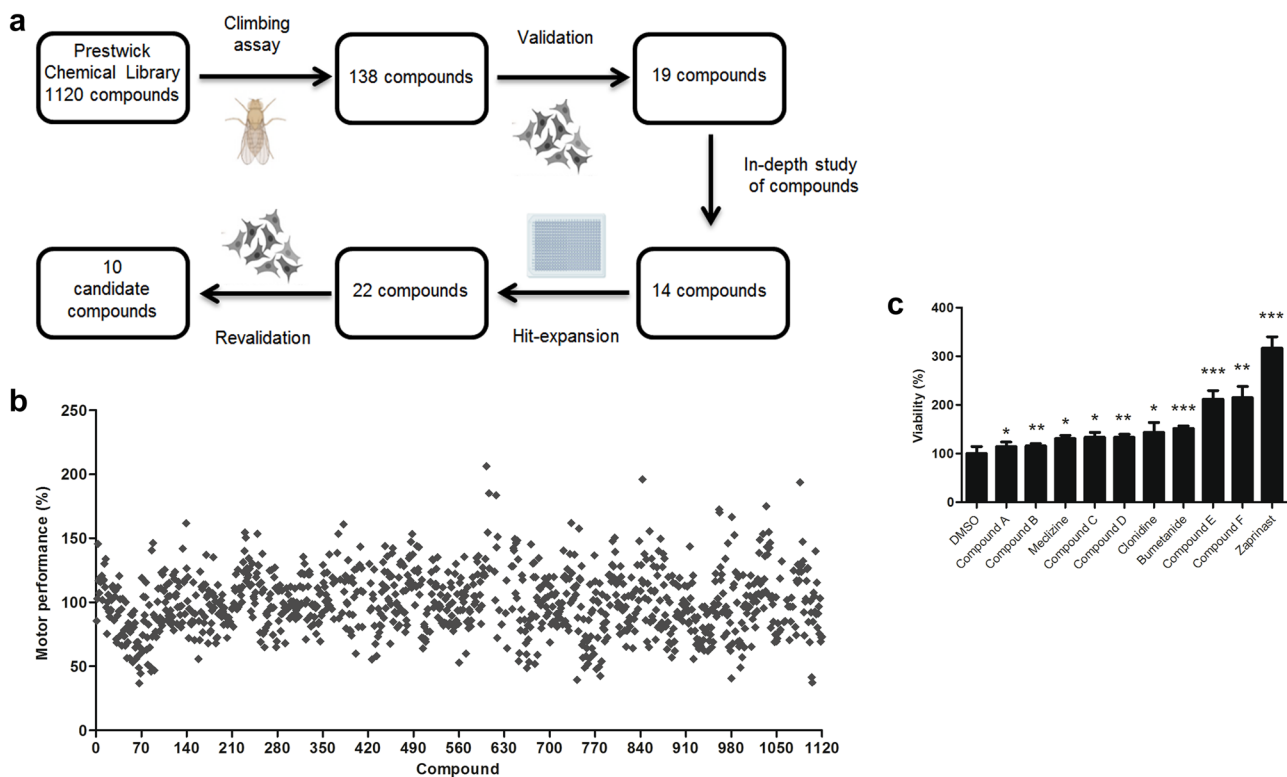 a
Prestwick
Chemical Library
1120 compounds
Climbing
assay
138 compounds
Validation
19 compounds
In-depth study
of compounds
14 compounds
Hit-expansion
22 compounds
Revalidation
10
candidate
compounds
b
Motor performance (%)
250
200
150
100
50
0
0 70 140 210 280 350 420 490 560 630 700 770 840 910 980 1050 1120
Compound
c
Viability (%)
400
300
200
100
0
DMSO
Compound A
Compound B
Meclizine
Compound C
Compound D
Clonidine
Bumetanide
Compound E
Compound F
Zaprinast
* ** * * ** * *** *** ** ***